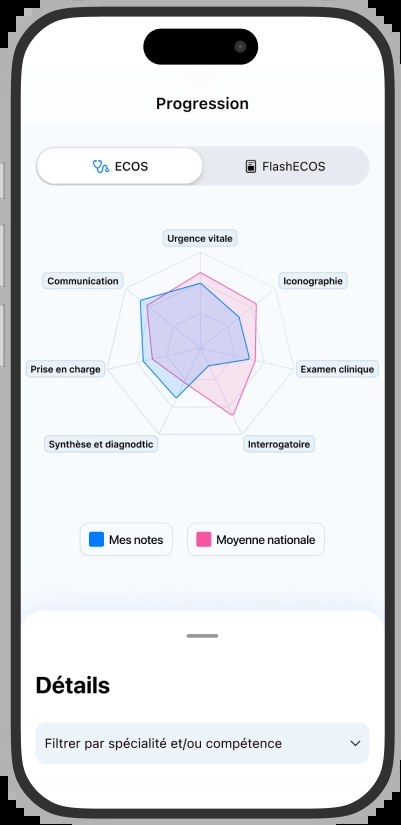 Progression
ECOS
FlashECOS
Urgence vitale
Communication
Iconographie
Prise en charge
Examen clinique
Synthèse et diagnodtic
Interrogatoire
Mes notes
Moyenne nationale
Détails
Filtrer par spécialité et/ou compétence